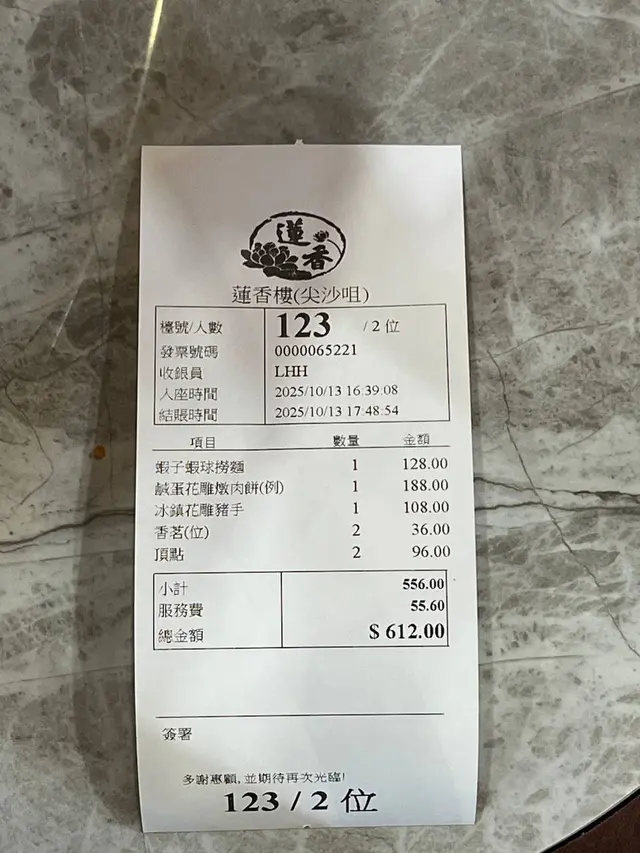 蓮香
蓮香樓(尖沙咀)
檯號/人數 123 / 2 位
發票號碼 0000065221
收銀員 LHH
入座時間 2025/10/13 16:39:08
結賬時間 2025/10/13 17:48:54
項目 數量 金額
蝦子蝦球撈麵 1 128.00
鹹蛋花雕燉肉餅(例) 1 188.00
冰鎮花雕豬手 1 108.00
香茗(位) 2 36.00
頂點 2 96.00
小計 556.00
服務費 55.60
總金額 $ 612.00
簽署
多謝惠顧, 並期待再次光臨!
123 / 2 位